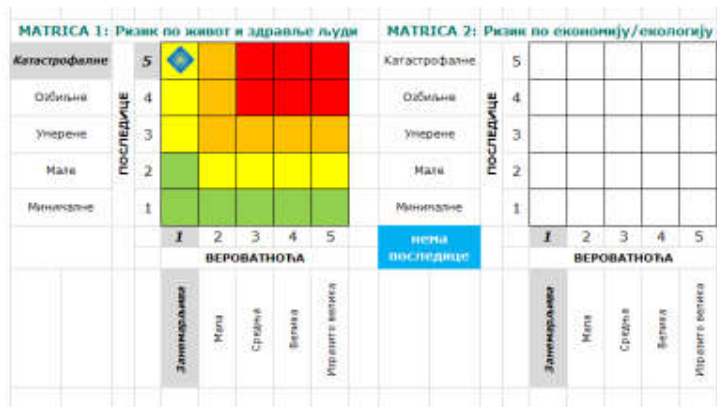 MATRICA 1: Ризик по живот и здравље људи
Катастрофалне 5
Озбиљне 4
Умерене 3
Мале 2
Минималне 1
ПОСЛЕДИЦЕ
1 2 3 4 5
ВЕРОВАТНОЋА
Занемарљива
Мала
Средња
Велика
Изразито велика
MATRICA 2: Ризик по економију/екологију
Катастрофалне 5
Озбиљне 4
Умерене 3
Мале 2
Минималне 1
ПОСЛЕДИЦЕ
нема
последице
1 2 3 4 5
ВЕРОВАТНОЋА
Занемарљива
Мала
Средња
Велика
Изразито велика